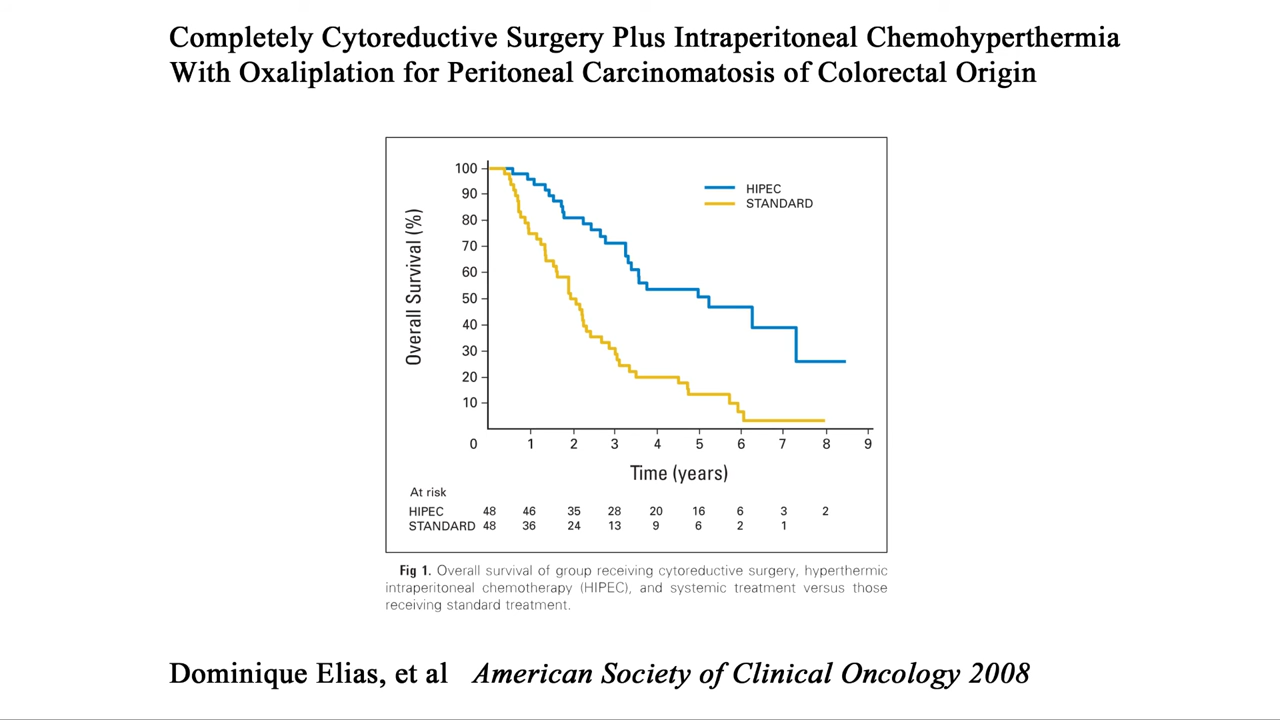 Completely Cytoreductive Surgery Plus Intraperitoneal Chemohyperthermia
With Oxaliplation for Peritoneal Carcinomatosis of Colorectal Origin
100
90
80
70
60
50
40
30
20
10
Overall Survival (%)
HIPEC
STANDARD
0 1 2 3 4 5 6 7 8 9
Time (years)
At risk
HIPEC 48 46 35 28 20 16 6 3 2
STANDARD 48 36 24 13 9 6 2 1
Fig 1. Overall survival of group receiving cytoreductive surgery, hyperthermic
intraperitoneal chemotherapy (HIPEC), and systemic treatment versus those
receiving standard treatment.
Dominique Elias, et al American Society of Clinical Oncology 2008